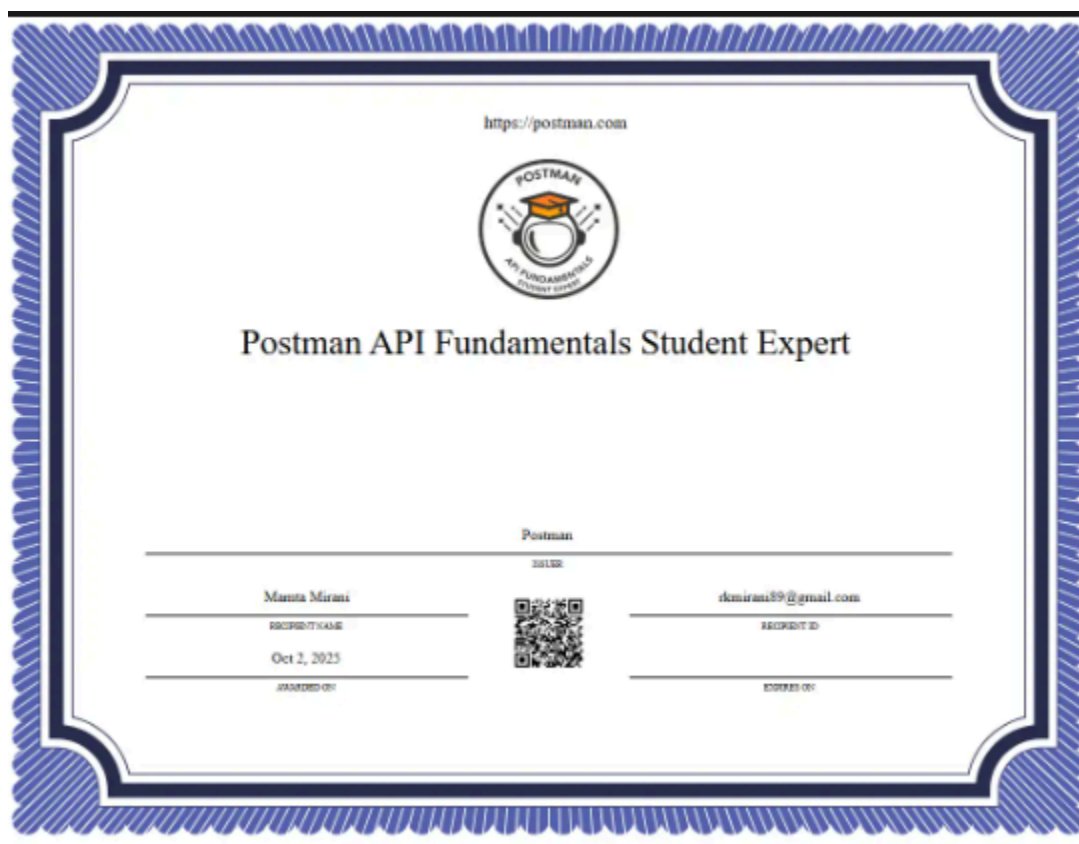 https://postman.com
POSTMAN
API FUNDAMENTALS
STUDENT EXPERT
Postman API Fundamentals Student Expert
Postman
ISSUER
Mamta Mirani
rkmirani89@gmail.com
RECIPIENT NAME
RECIPIENT ID
Oct 2, 2025
AWARDED ON
EXPIRES ON